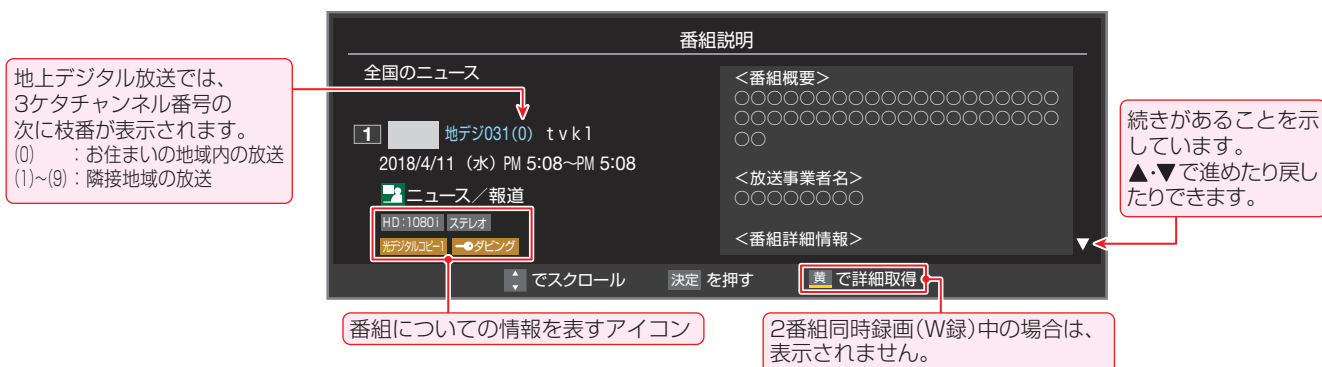 番組説明
地上デジタル放送では、
3ケタチャンネル番号の
次に枝番が表示されます。
(0) ：お住まいの地域内の放送
(1)~(9)：隣接地域の放送
全国のニュース
1 地デジ031(0) tvk1
2018/4/11 (水) PM 5:08~PM 5:08
ニュース／報道
HD:1080i ステレオ
光デジタルコピー1 ダビング
<番組概要>
○○○○○○○○○○○○○○○○○○○○
○○○○○○○○○○○○○○○○○○○○
○○
<放送事業者名>
○○○○○○○○
<番組詳細情報>
▼
続きがあることを示
しています。
▲・▼で進めたり戻し
たりできます。
でスクロール 決定 を押す 黄 で詳細取得
番組についての情報を表すアイコン
2番組同時録画(W録)中の場合は、
表示されません。